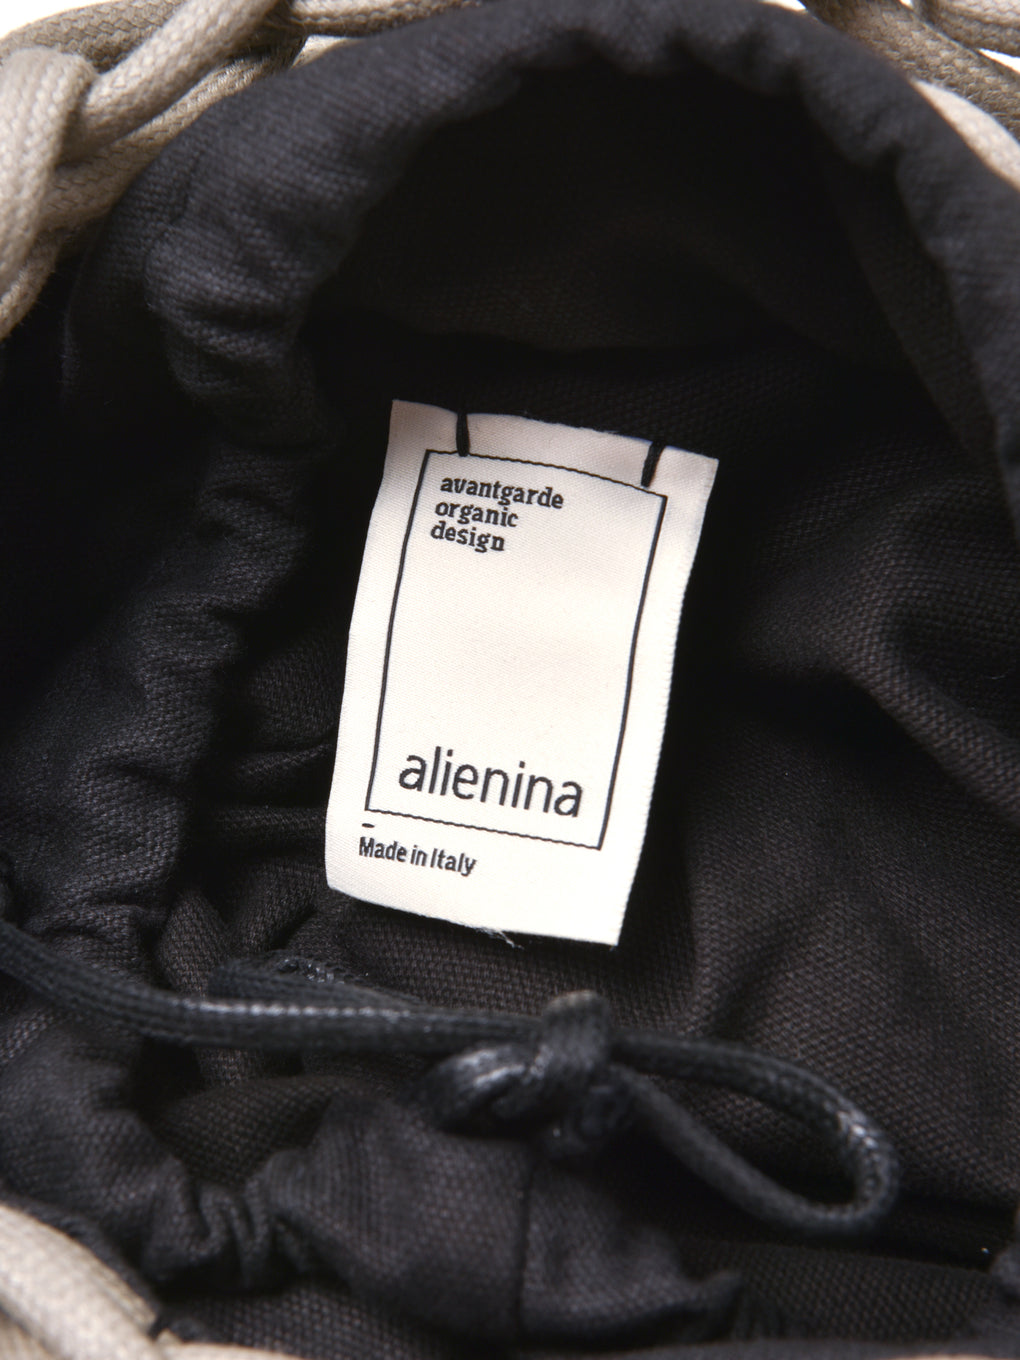 avantgarde
organic
design
alienina
Made in Italy